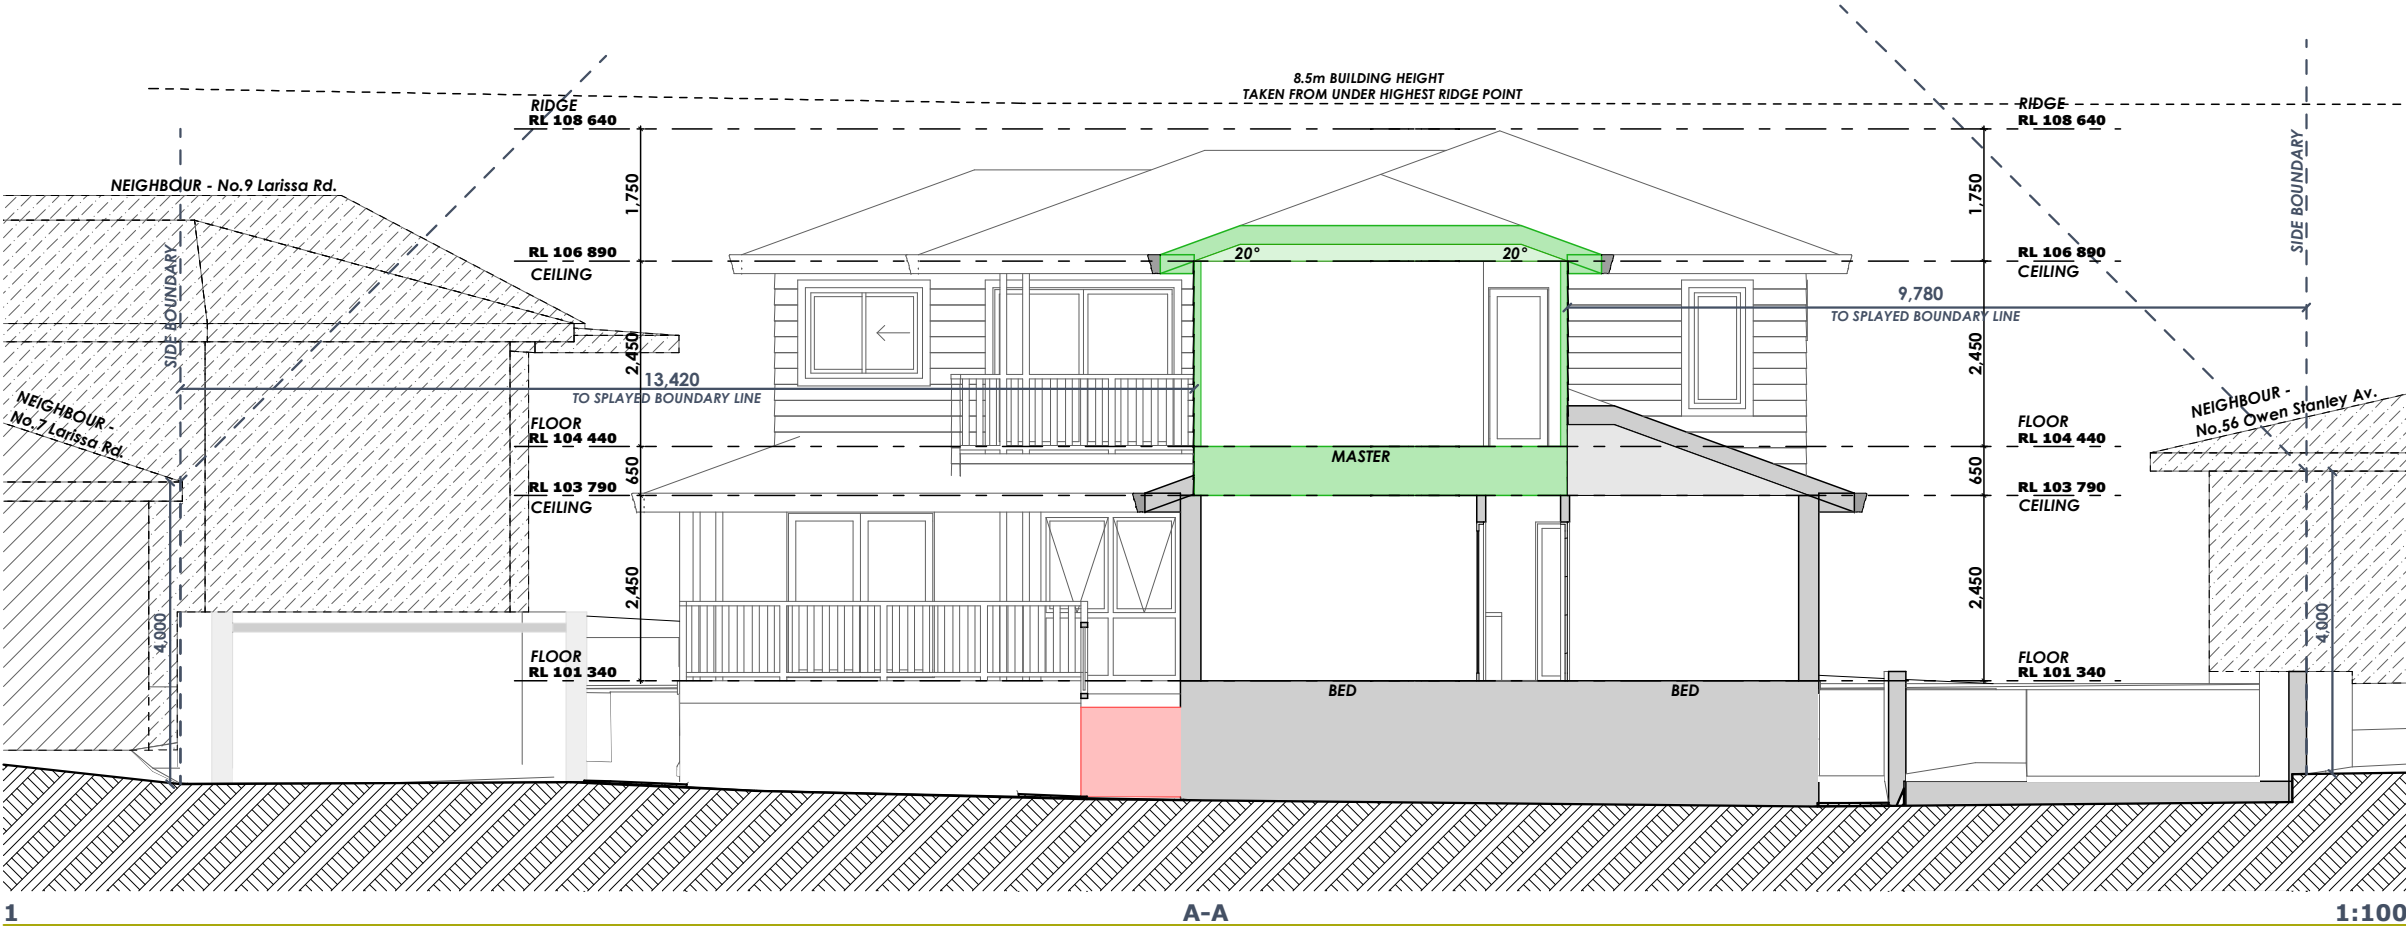 8.5m BUILDING HEIGHT
TAKEN FROM UNDER HIGHEST RIDGE POINT
RIDGE
RL 108 640
RIDGE
RL 108 640
NEIGHBOUR - No.9 Larissa Rd.
1,750
1,750
SIDE BOUNDARY
SIDE BOUNDARY
RL 106 890
CEILING
20°
20°
RL 106 890
CEILING
9,780
TO SPLAYED BOUNDARY LINE
2,450
2,450
13,420
TO SPLAYED BOUNDARY LINE
NEIGHBOUR -
No.7 Larissa Rd.
NEIGHBOUR -
No.56 Owen Stanley Av.
FLOOR
RL 104 440
FLOOR
RL 104 440
MASTER
650
650
RL 103 790
CEILING
RL 103 790
CEILING
2,450
2,450
4,000
4,000
FLOOR
RL 101 340
FLOOR
RL 101 340
BED
BED
1
A-A
1:100